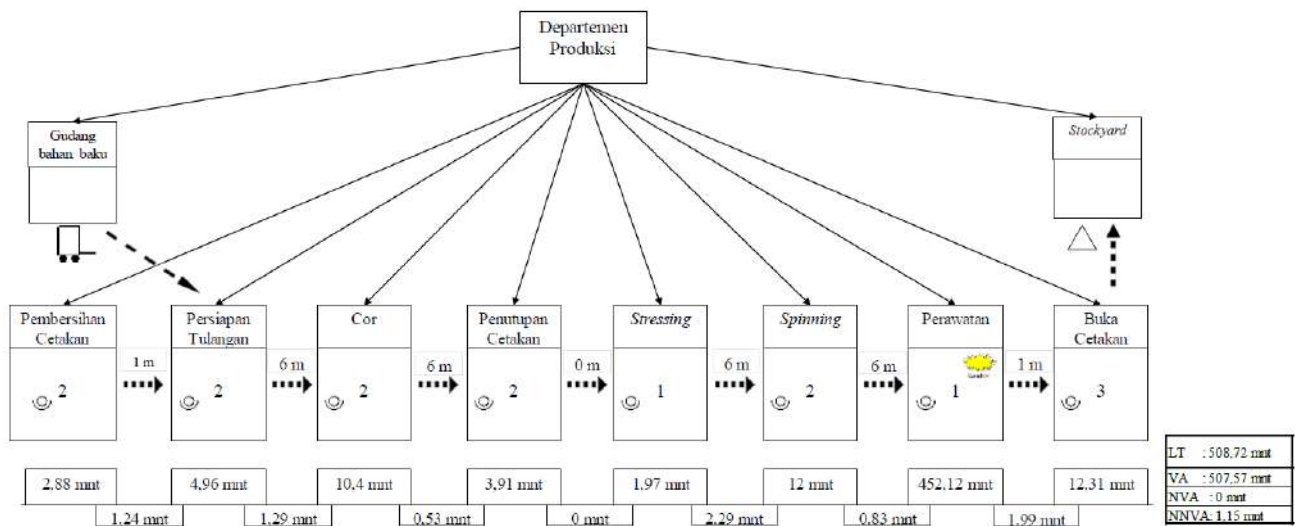 Departemen
Produksi
Gudang
bahan baku
Stockyard
Pembersihan
Cetakan
2
1 m
Persiapan
Tulangan
2
6 m
Cor
2
6 m
Penutupan
Cetakan
2
0 m
Stressing
1
6 m
Spinning
2
6 m
Perawatan
1
1 m
Buka
Cetakan
3
2,88 mnt
4,96 mnt
10,4 mnt
3,91 mnt
1,97 mnt
12 mnt
452,12 mnt
12,31 mnt
1,24 mnt
1,29 mnt
0,53 mnt
0 mnt
2,29 mnt
0,83 mnt
1,99 mnt
LT : 508,72 mnt
VA : 507,57 mnt
NVA : 0 mnt
NNVA: 1,15 mnt